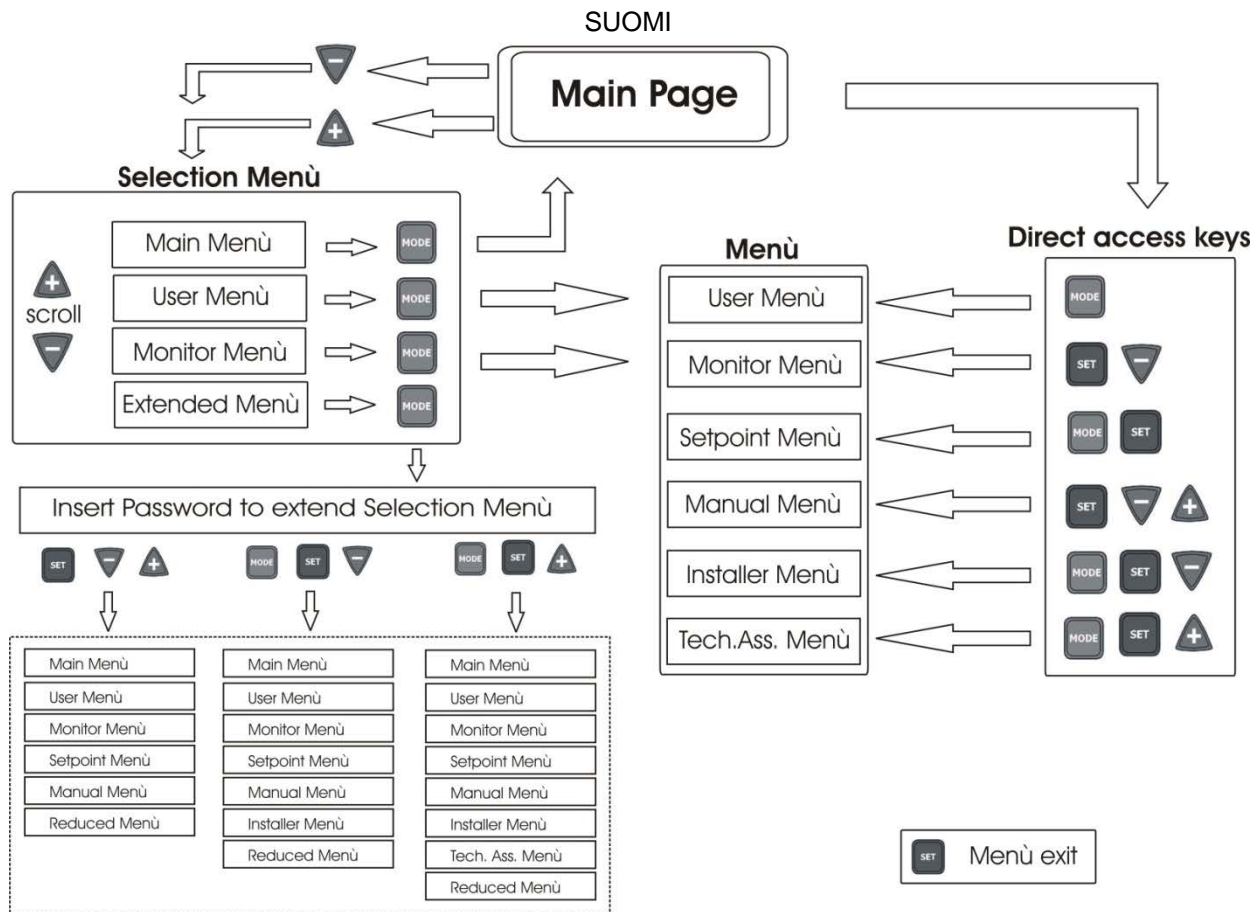 SUOMI
Main Page
Selection Menù
scroll
Main Menù
MODE
User Menù
MODE
Monitor Menù
MODE
Extended Menù
MODE
Insert Password to extend Selection Menù
SET
MODE SET
MODE SET
Main Menù
User Menù
Monitor Menù
Setpoint Menù
Manual Menù
Reduced Menù
Main Menù
User Menù
Monitor Menù
Setpoint Menù
Manual Menù
Installer Menù
Reduced Menù
Main Menù
User Menù
Monitor Menù
Setpoint Menù
Manual Menù
Installer Menù
Tech. Ass. Menù
Reduced Menù
Menù
User Menù
Monitor Menù
Setpoint Menù
Manual Menù
Installer Menù
Tech.Ass. Menù
Direct access keys
MODE
SET
MODE SET
SET
MODE SET
MODE SET
SET Menù exit